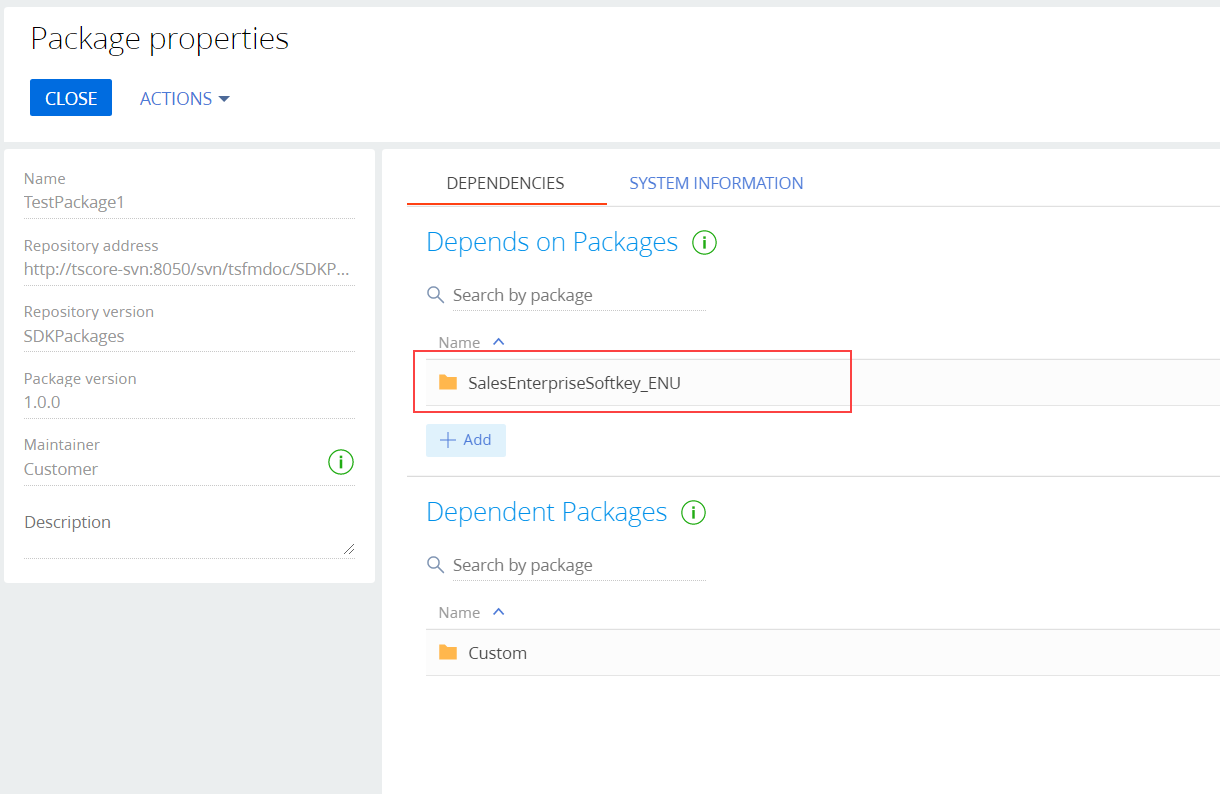 Package properties
CLOSE
ACTIONS
Name
TestPackage1
Repository address
http://tscore-svn:8050/svn/tsfmdoc/SDKP...
Repository version
SDKPackages
Package version
1.0.0
Maintainer
Customer
Description
DEPENDENCIES
SYSTEM INFORMATION
Depends on Packages
Search by package
Name
SalesEnterpriseSoftkey_ENU
Add
Dependent Packages
Search by package
Name
Custom